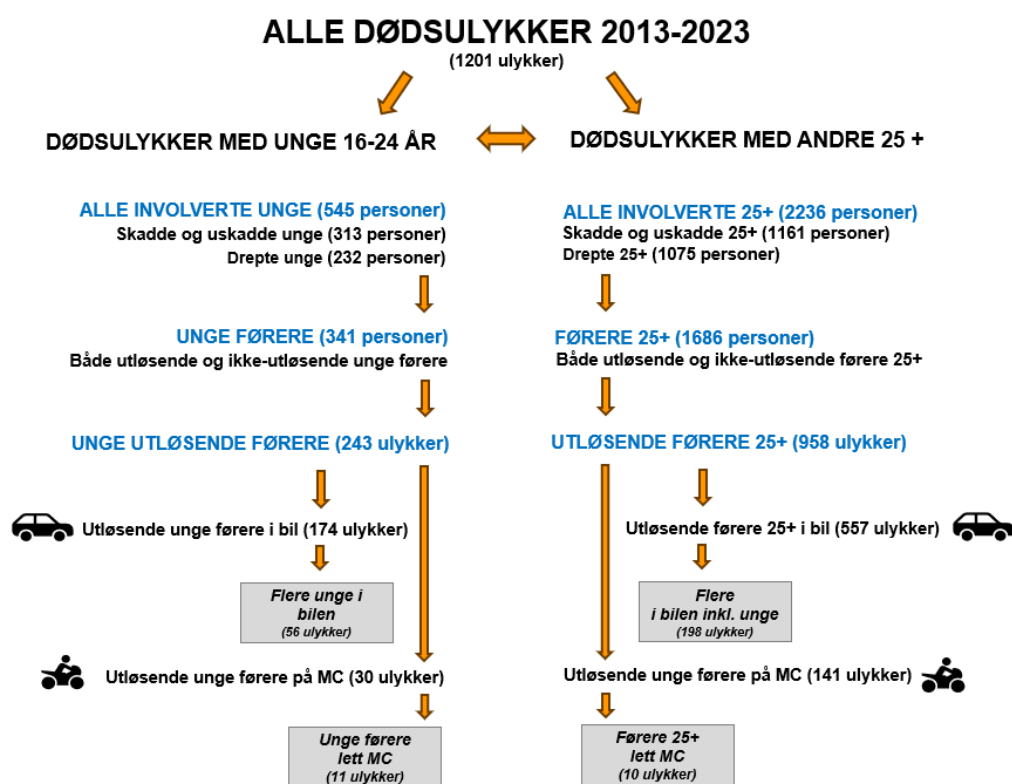 ALLE DØDSULYKKER 2013-2023
(1201 ulykker)
DØDSULYKKER MED UNGE 16-24 ÅR
DØDSULYKKER MED ANDRE 25 +
ALLE INVOLVERTE UNGE (545 personer)
Skadde og uskadde unge (313 personer)
Drepte unge (232 personer)
ALLE INVOLVERTE 25+ (2236 personer)
Skadde og uskadde 25+ (1161 personer)
Drepte 25+ (1075 personer)
UNGE FØRERE (341 personer)
Både utløsende og ikke-utløsende unge førere
FØRERE 25+ (1686 personer)
Både utløsende og ikke-utløsende førere 25+
UNGE UTLØSENDE FØRERE (243 ulykker)
UTLØSENDE FØRERE 25+ (958 ulykker)
Utløsende unge førere i bil (174 ulykker)
Utløsende førere 25+ i bil (557 ulykker)
Flere unge i
bilen
(56 ulykker)
Flere
i bilen inkl. unge
(198 ulykker)
Utløsende unge førere på MC (30 ulykker)
Utløsende unge førere på MC (141 ulykker)
Unge førere
lett MC
(11 ulykker)
Førere 25+
lett MC
(10 ulykker)